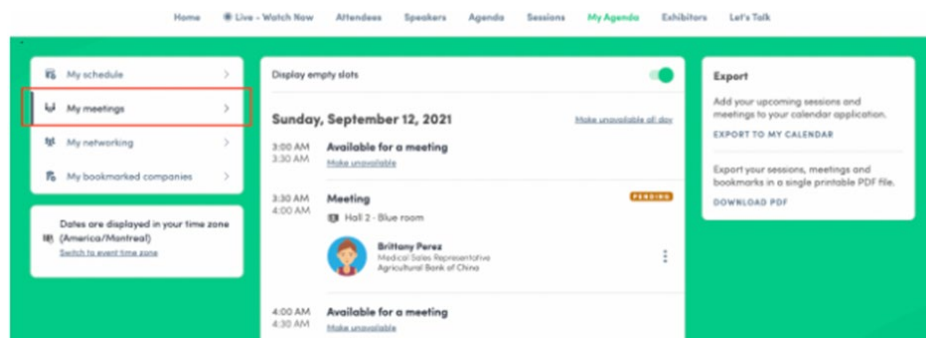 Home Live - Watch Now Attendees Speakers Agenda Sessions My Agenda Exhibitors Let's Talk
My schedule
My meetings
My networking
My bookmarked companies
Dates are displayed in your time zone
(America/Montreal)
Switch to event time zone
Display empty slots
Sunday, September 12, 2021 Make unavailable all day
3:00 AM Available for a meeting
3:30 AM Make unavailable
3:30 AM Meeting PENDING
4:00 AM Hall 2 - Blue room
Brittany Perez
Medical Sales Representative
Agricultural Bank of China
4:00 AM Available for a meeting
4:30 AM Make unavailable
Export
Add your upcoming sessions and
meetings to your calendar application.
EXPORT TO MY CALENDAR
Export your sessions, meetings and
bookmarks in a single printable PDF file.
DOWNLOAD PDF